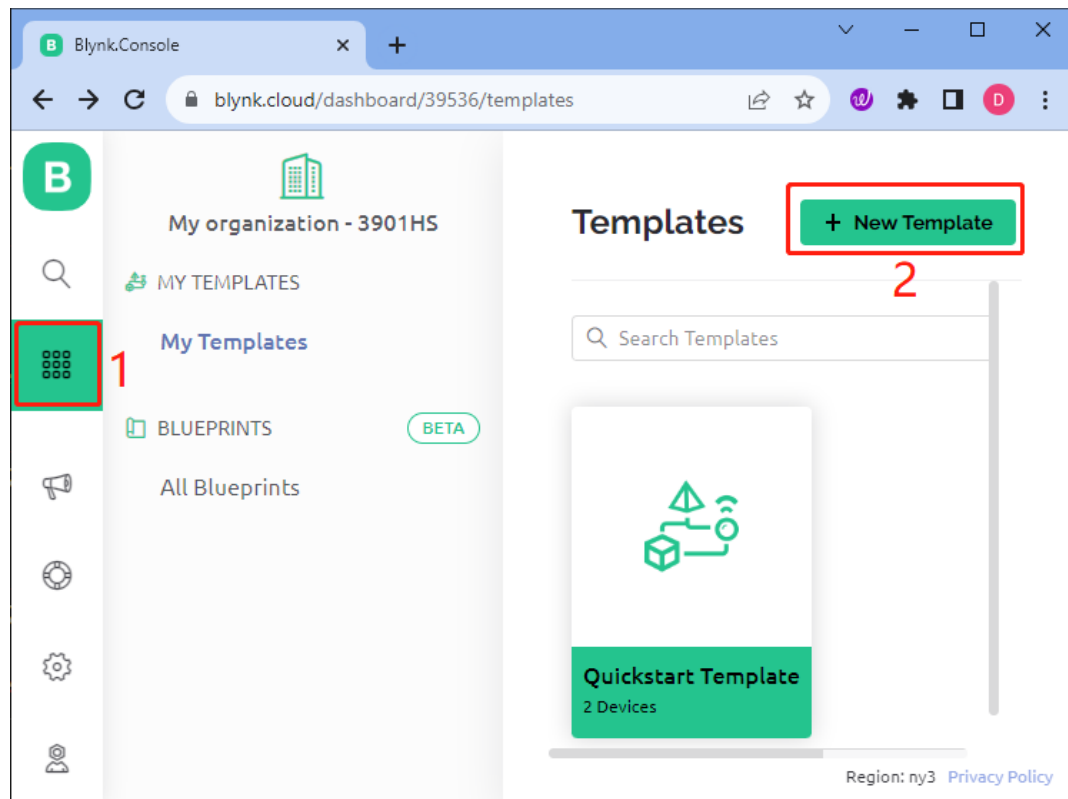 B Blynk.Console
blynk.cloud/dashboard/39536/templates
D
B
My organization - 3901HS
MY TEMPLATES
My Templates
BLUEPRINTS BETA
All Blueprints
1
Templates
+ New Template
2
Search Templates
Quickstart Template
2 Devices
Region: ny3 Privacy Policy